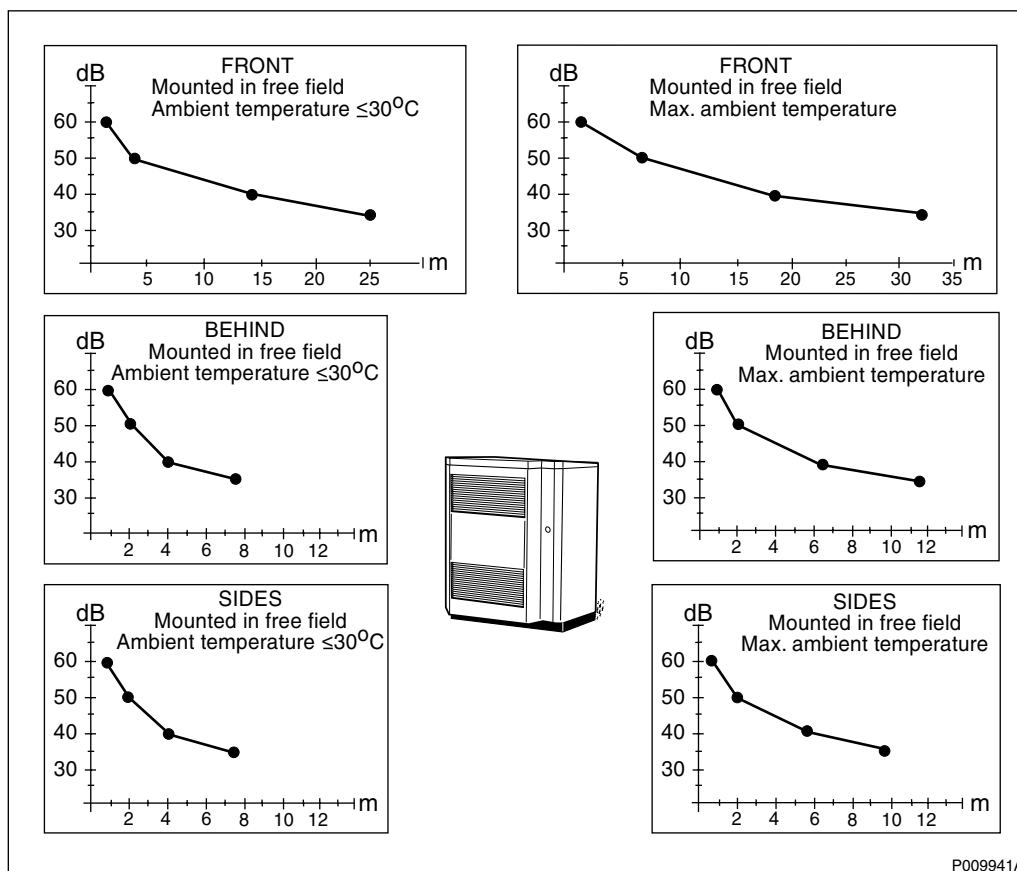 FRONT
dB
Mounted in free field
Ambient temperature ≤30°C
60
50
40
30
5 10 15 20 25 m
FRONT
dB
Mounted in free field
Max. ambient temperature
60
50
40
30
5 10 15 20 25 30 35 m
BEHIND
dB
Mounted in free field
Ambient temperature ≤30°C
60
50
40
30
2 4 6 8 10 12 m
BEHIND
dB
Mounted in free field
Max. ambient temperature
60
50
40
30
2 4 6 8 10 12 m
SIDES
dB
Mounted in free field
Ambient temperature ≤30°C
60
50
40
30
2 4 6 8 10 12 m
SIDES
dB
Mounted in free field
Max. ambient temperature
60
50
40
30
2 4 6 8 10 12 m
P009941A